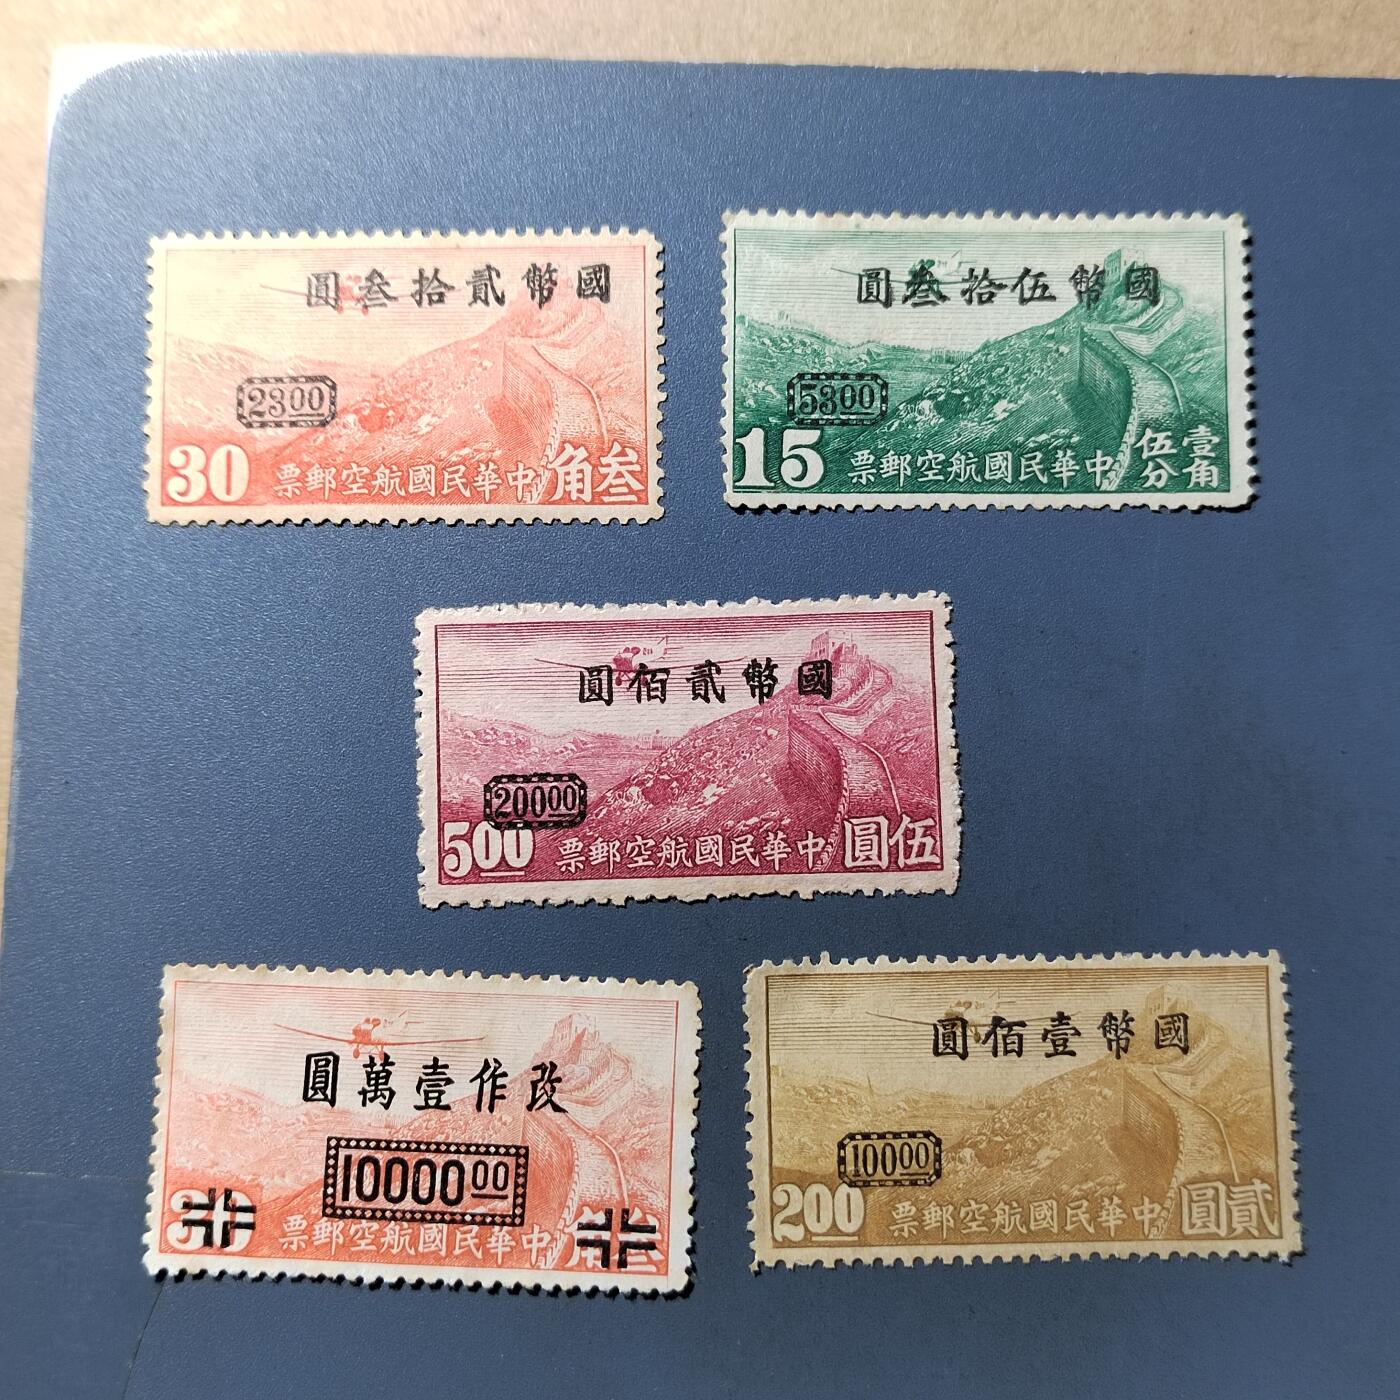 國幣貳拾叁圓
2300
叁角 中華民國航空郵票 30
國幣伍拾叁圓
5300
壹角伍分 中華民國航空郵票 15
國幣貳佰圓
20000
伍圓 中華民國航空郵票 500
改作壹萬圓
1000000
叁角 中華民國航空郵票 30
國幣壹佰圓
10000
貳圓 中華民國航空郵票 200